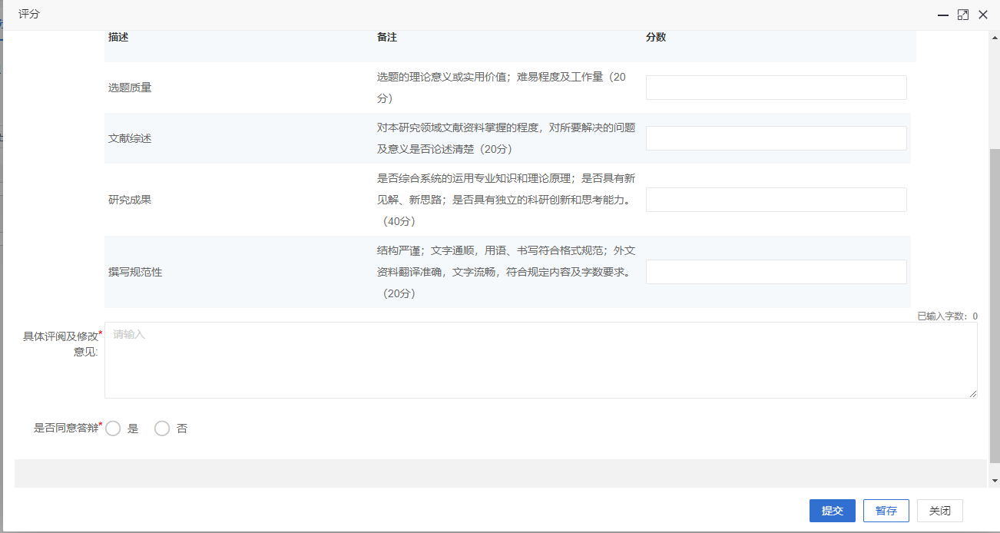 评分
描述 备注 分数
选题质量
选题的理论意义或实用价值；难易程度及工作量（20
分）
文献综述
对本研究领域文献资料掌握的程度，对所要解决的问题
及意义是否论述清楚（20分）
研究成果
是否综合系统的运用专业知识和理论原理；是否具有新
见解、新思路；是否具有独立的科研创新和思考能力。
（40分）
撰写规范性
结构严谨；文字通顺，用语、书写符合格式规范；外文
资料翻译准确，文字流畅，符合规定内容及字数要求。
（20分）
已输入字数：0
具体评阅及修改*
意见:
请输入
是否同意答辩* 是 否
提交 暂存 关闭